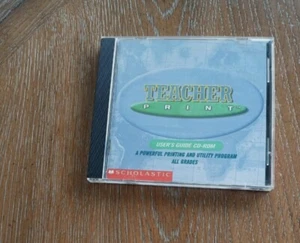 TEACHER
PRINT
USER'S GUIDE CD-ROM
A POWERFUL PRINTING AND UTILITY PROGRAM
ALL GRADES
SCHOLASTIC